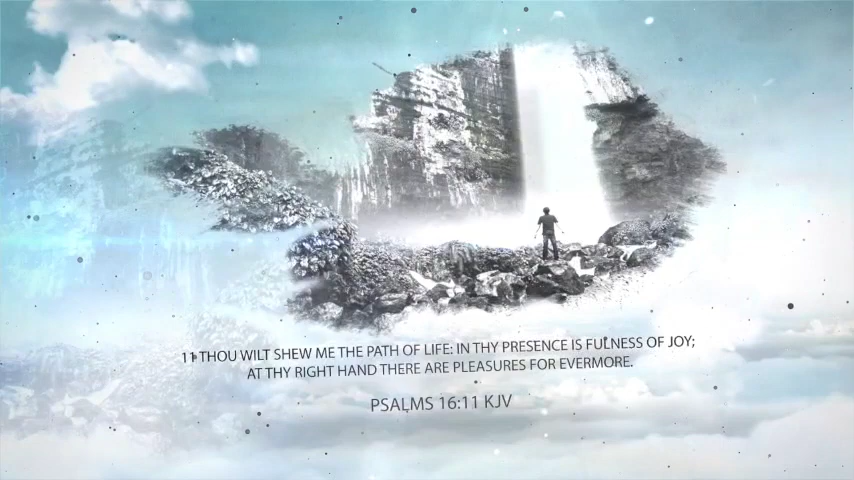 11 THOU WILT SHEW ME THE PATH OF LIFE: IN THY PRESENCE IS FULNESS OF JOY;
AT THY RIGHT HAND THERE ARE PLEASURES FOR EVERMORE.
PSALMS 16:11 KJV